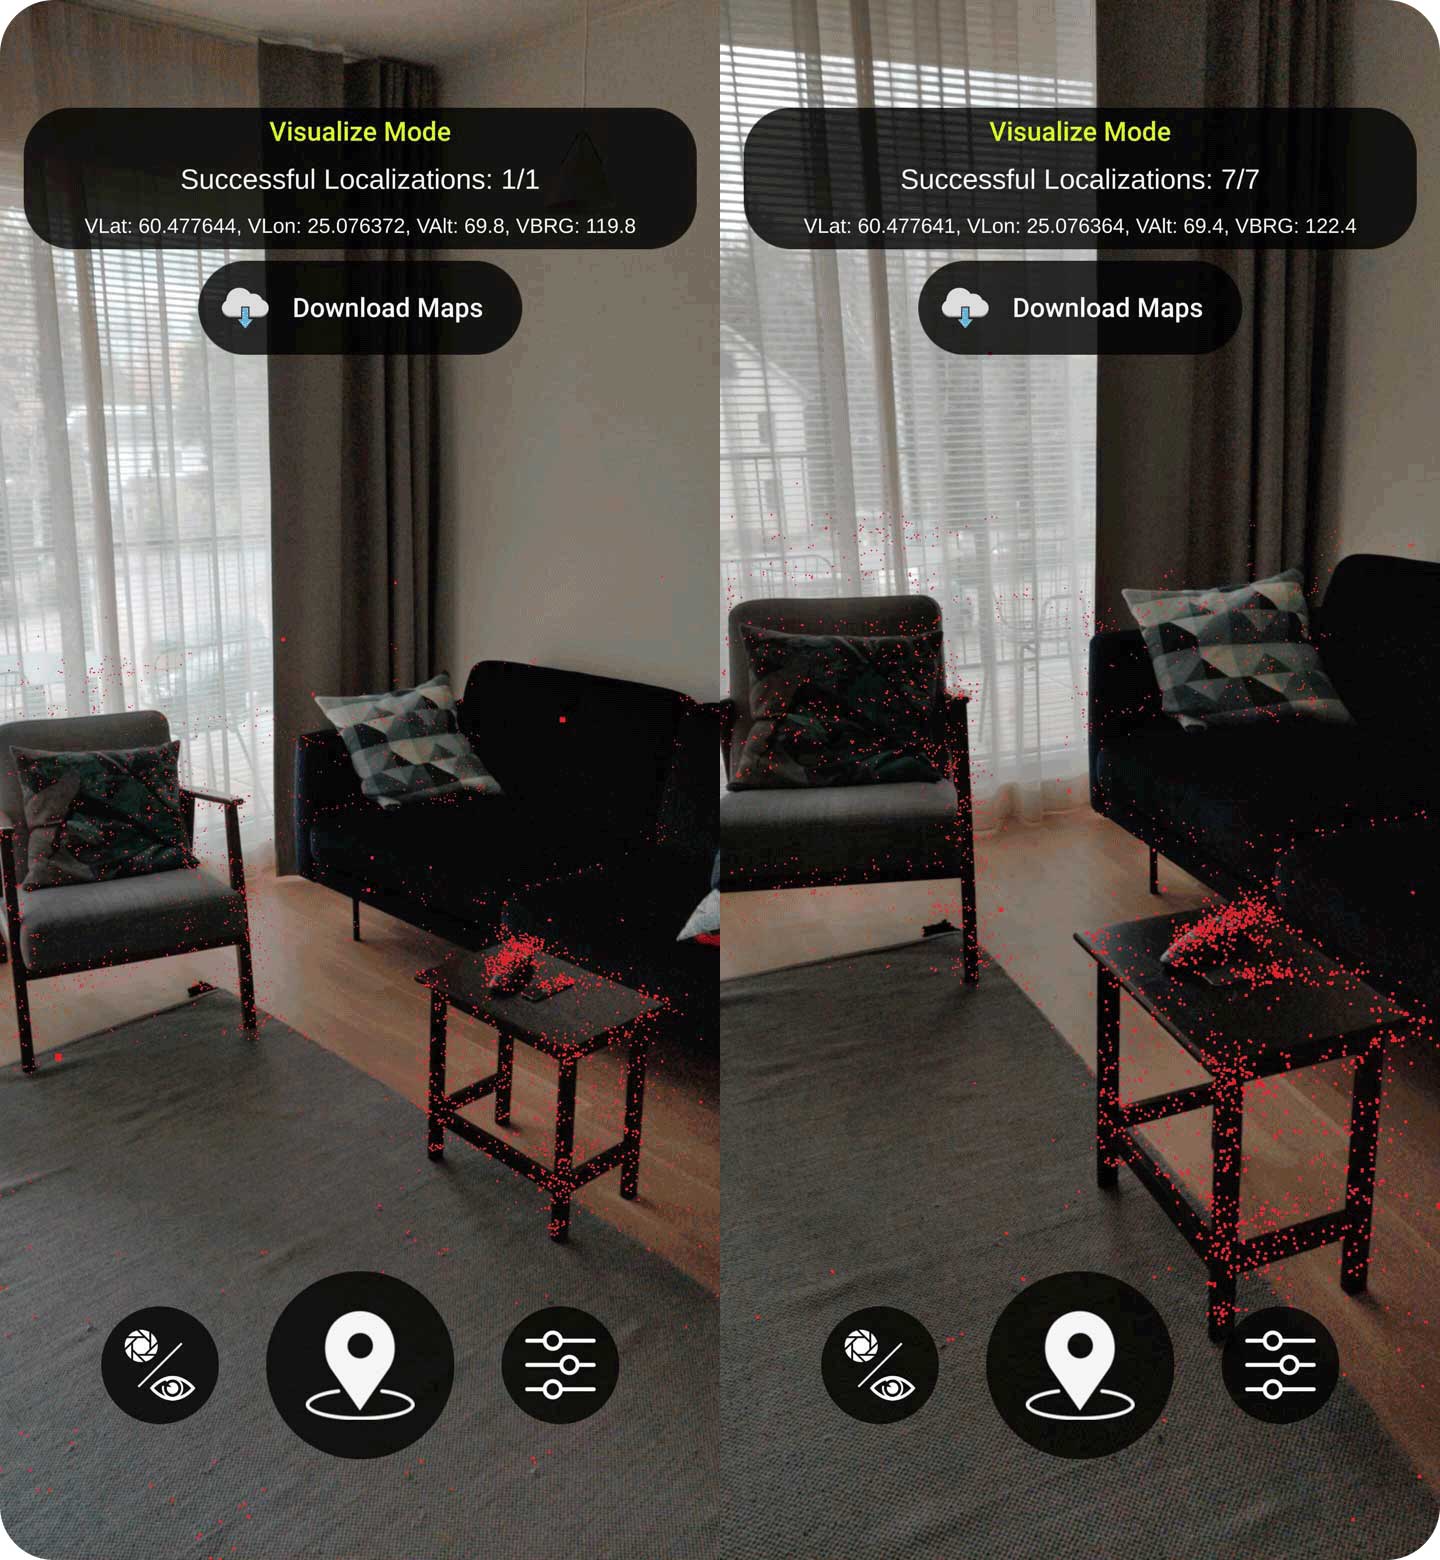 Visualize Mode
Successful Localizations: 1/1
VLat: 60.477644, VLon: 25.076372, VAlt: 69.8, VBRG: 119.8
Download Maps
Visualize Mode
Successful Localizations: 7/7
VLat: 60.477641, VLon: 25.076364, VAlt: 69.4, VBRG: 122.4
Download Maps